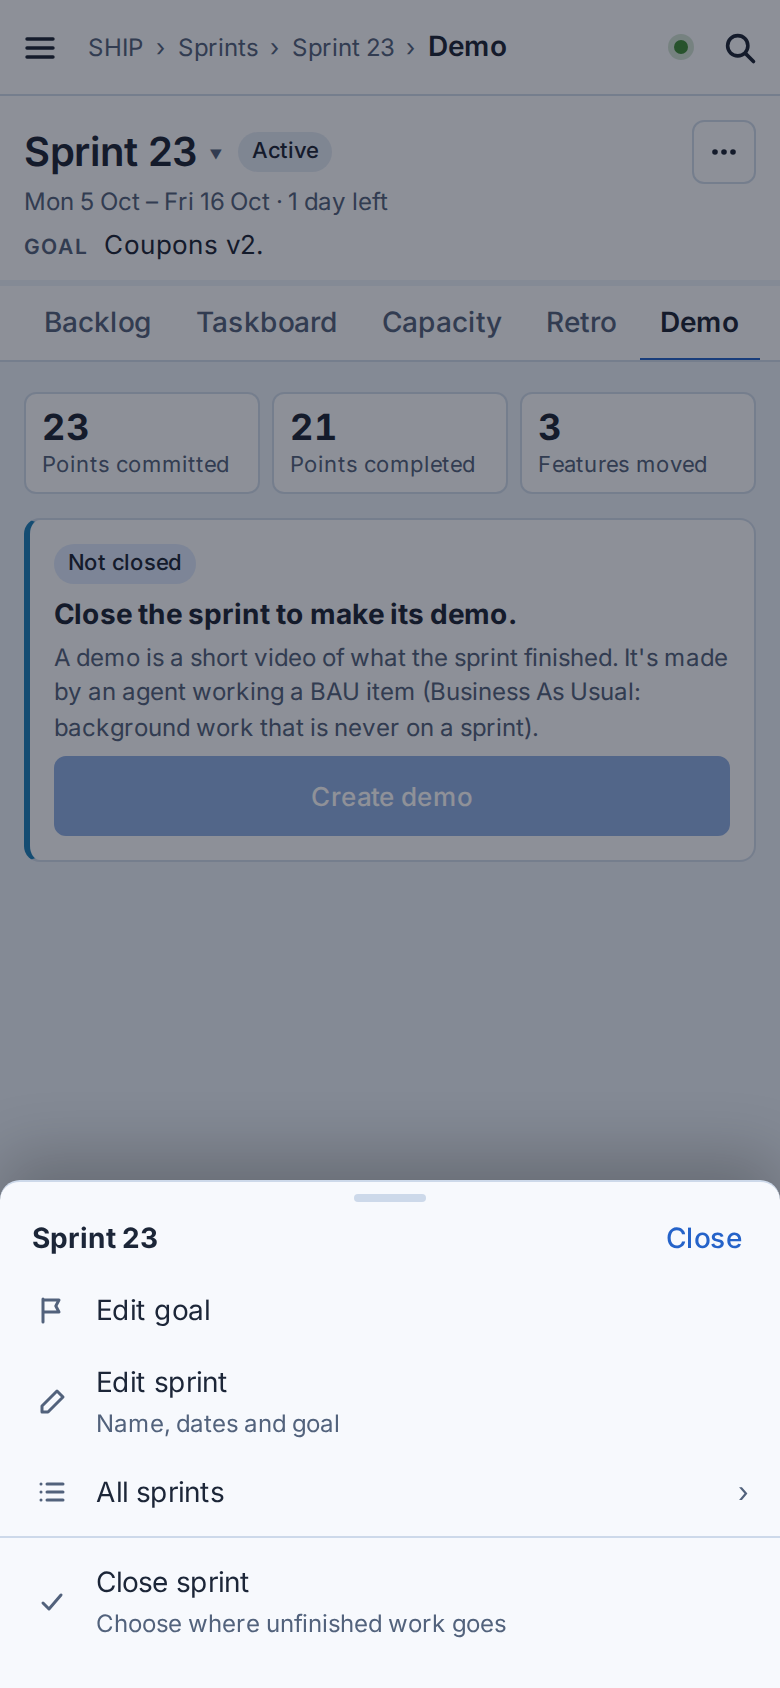 SHIP › Sprints › Sprint 23 › Demo
Sprint 23 ▾ Active
Mon 5 Oct – Fri 16 Oct · 1 day left
GOAL Coupons v2.
Backlog Taskboard Capacity Retro Demo
23 21 3
Points committed Points completed Features moved
Not closed
Close the sprint to make its demo.
A demo is a short video of what the sprint finished. It's made
by an agent working a BAU item (Business As Usual:
background work that is never on a sprint).
Create demo
Sprint 23 Close
Edit goal
Edit sprint
Name, dates and goal
All sprints ›
Close sprint
Choose where unfinished work goes